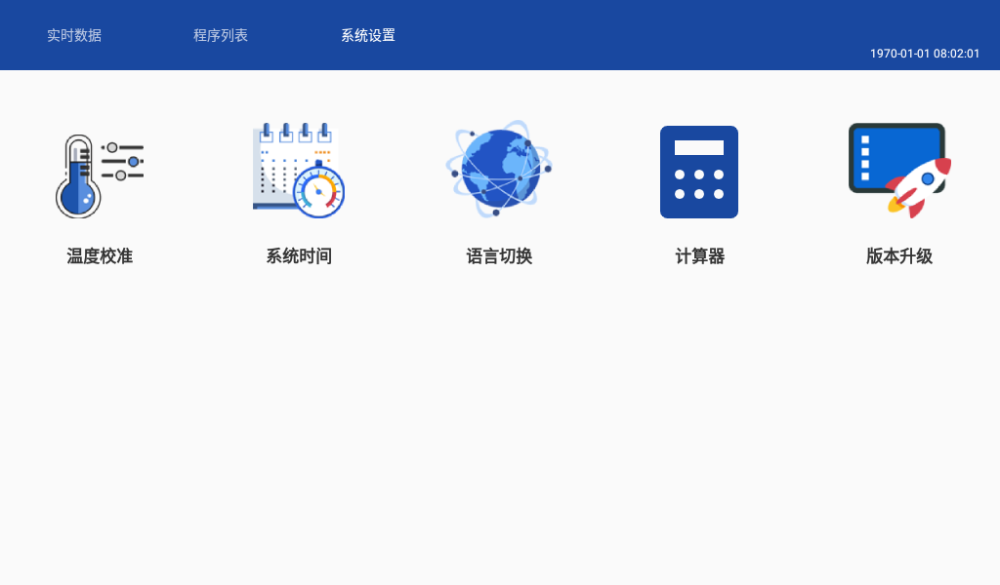 实时数据
程序列表
系统设置
1970-01-01 08:02:01
温度校准
系统时间
语言切换
计算器
版本升级